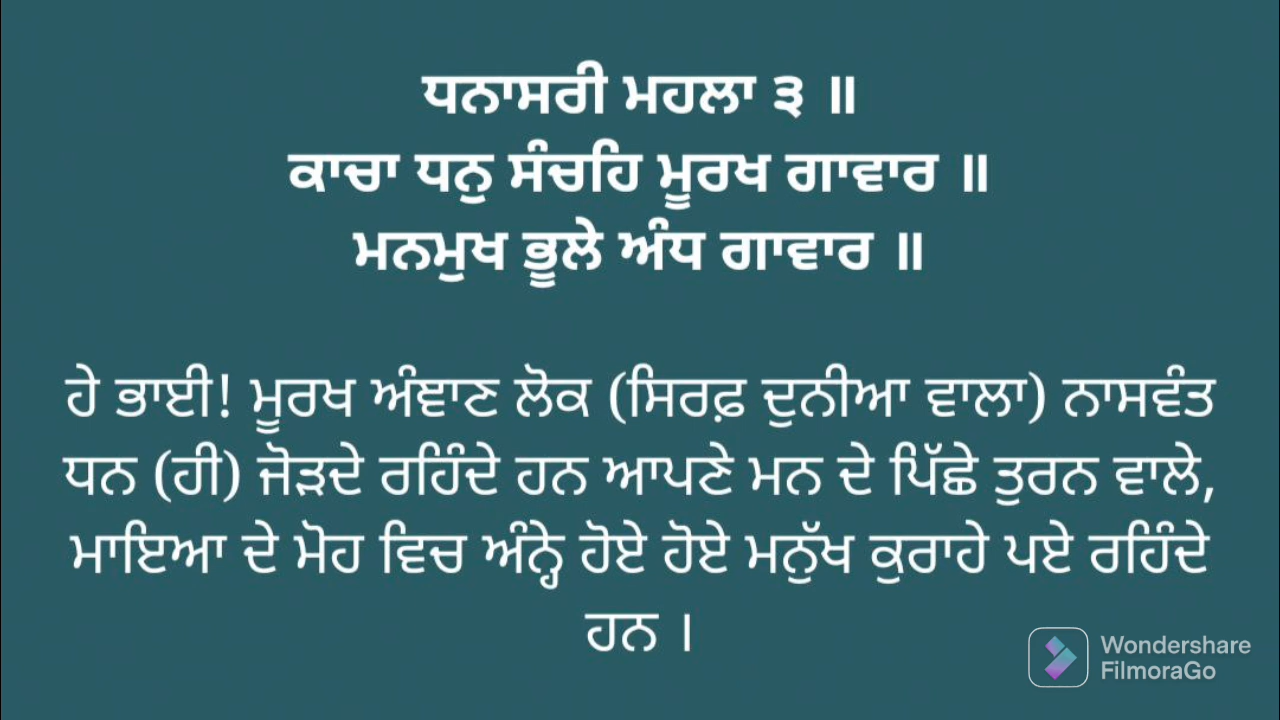 ਧਨਾਸਰੀ ਮਹਲਾ ੩ ॥
ਕਾਚਾ ਧਨੁ ਸੰਚਹਿ ਮੂਰਖ ਗਾਵਾਰ ॥
ਮਨਮੁਖ ਭੂਲੇ ਅੰਧ ਗਾਵਾਰ ॥
ਹੇ ਭਾਈ! ਮੂਰਖ ਅੰਞਾਣ ਲੋਕ (ਸਿਰਫ਼ ਦੁਨੀਆ ਵਾਲਾ) ਨਾਸਵੰਤ
ਧਨ (ਹੀ) ਜੋੜਦੇ ਰਹਿੰਦੇ ਹਨ ਆਪਣੇ ਮਨ ਦੇ ਪਿੱਛੇ ਤੁਰਨ ਵਾਲੇ,
ਮਾਇਆ ਦੇ ਮੋਹ ਵਿਚ ਅੰਨ੍ਹੇ ਹੋਏ ਹੋਏ ਮਨੁੱਖ ਕੁਰਾਹੇ ਪਏ ਰਹਿੰਦੇ
ਹਨ ।
Wondershare
FilmoraGo